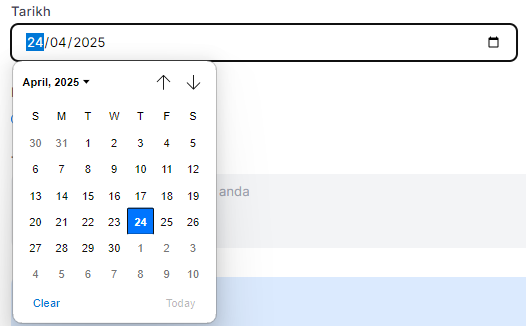 Tarikh
24/04/2025
April, 2025
S M T W T F S
30 31 1 2 3 4 5
6 7 8 9 10 11 12
13 14 15 16 17 18 19
20 21 22 23 24 25 26
27 28 29 30 1 2 3
4 5 6 7 8 9 10
Clear Today
anda